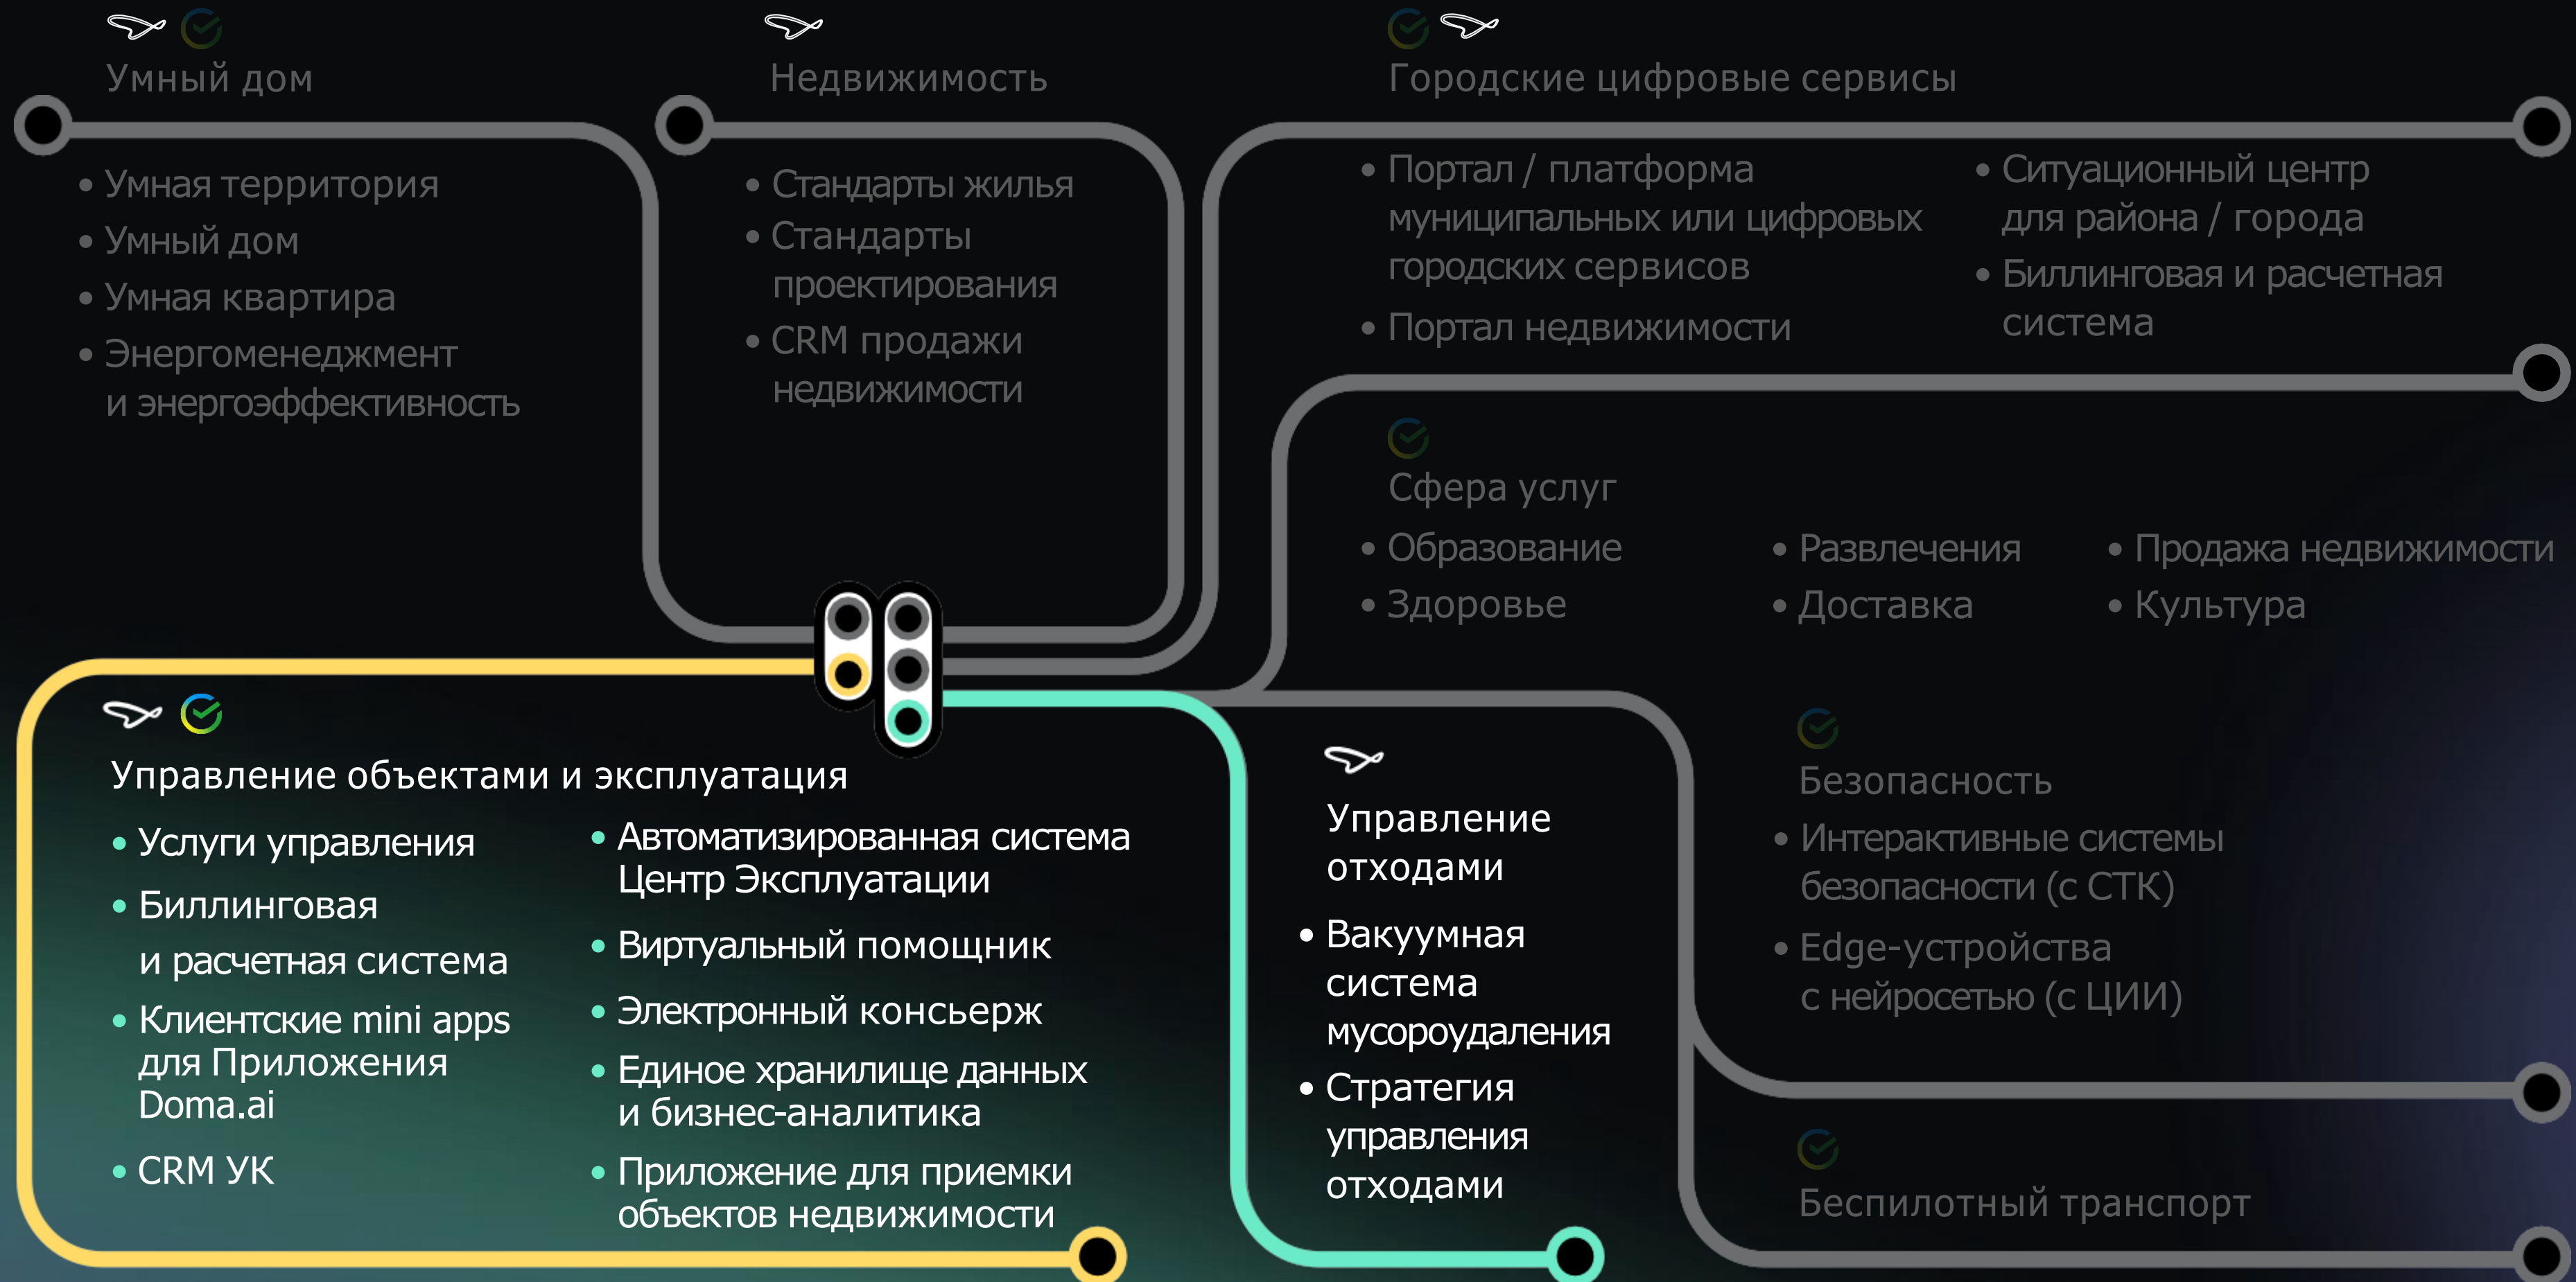 Умный дом
• Умная территория
• Умный дом
• Умная квартира
• Энергоменеджмент
и энергоэффективность
Недвижимость
• Стандарты жилья
• Стандарты
проектирования
• CRM продажи
недвижимости
Городские цифровые сервисы
• Портал / платформа
муниципальных или цифровых
городских сервисов
• Портал недвижимости
• Ситуационный центр
для района / города
• Биллинговая и расчетная
система
Сфера услуг
• Образование
• Здоровье
• Развлечения
• Доставка
• Продажа недвижимости
• Культура
Управление объектами и эксплуатация
• Услуги управления
• Биллинговая
и расчетная система
• Клиентские mini apps
для Приложения
Doma.ai
• CRM УК
• Автоматизированная система
Центр Эксплуатации
• Виртуальный помощник
• Электронный консьерж
• Единое хранилище данных
и бизнес-аналитика
• Приложение для приемки
объектов недвижимости
Управление
отходами
• Вакуумная
система
мусороудаления
• Стратегия
управления
отходами
Безопасность
• Интерактивные системы
безопасности (с СТК)
• Edge-устройства
с нейросетью (с ЦИИ)
Беспилотный транспорт